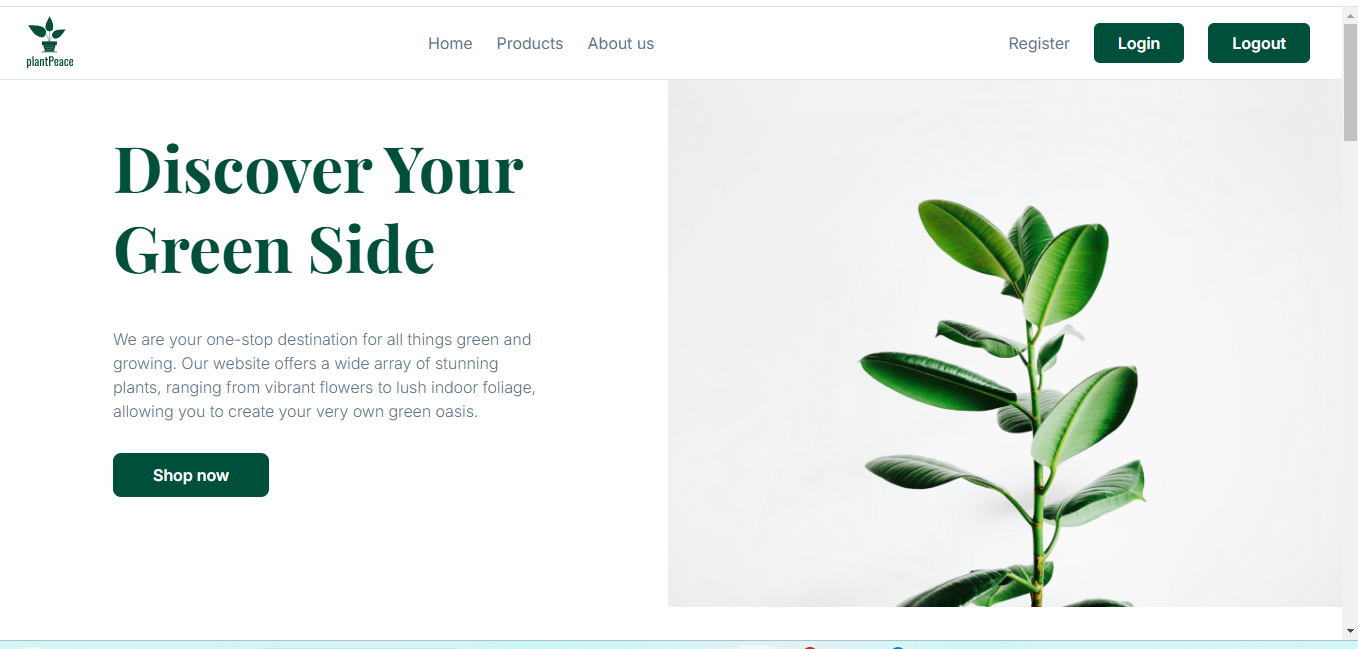 plantPeace
Home Products About us
Register Login Logout
Discover Your
Green Side
We are your one-stop destination for all things green and
growing. Our website offers a wide array of stunning
plants, ranging from vibrant flowers to lush indoor foliage,
allowing you to create your very own green oasis.
Shop now